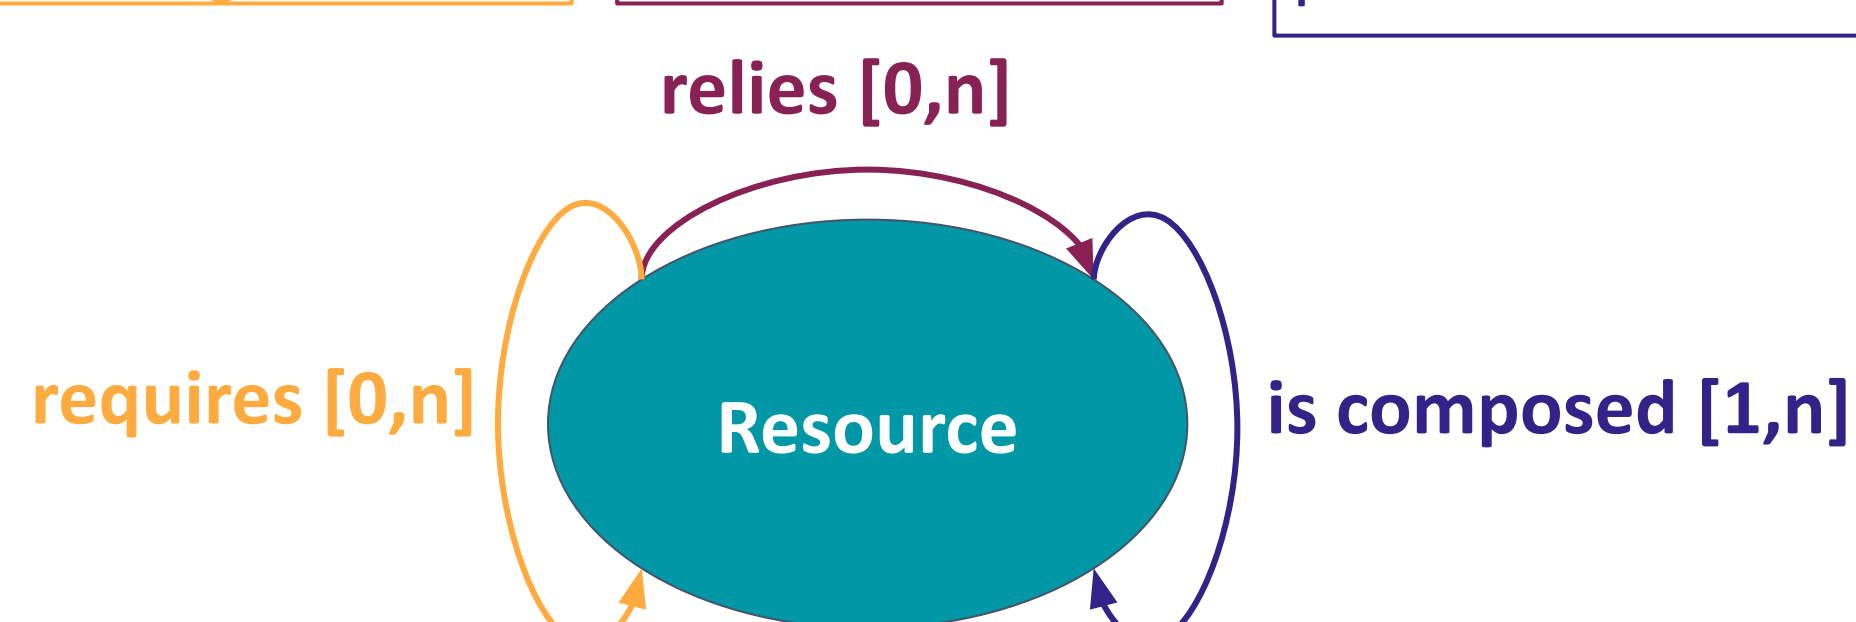 relies [0,n]
requires [0,n]
Resource
is composed [1,n]